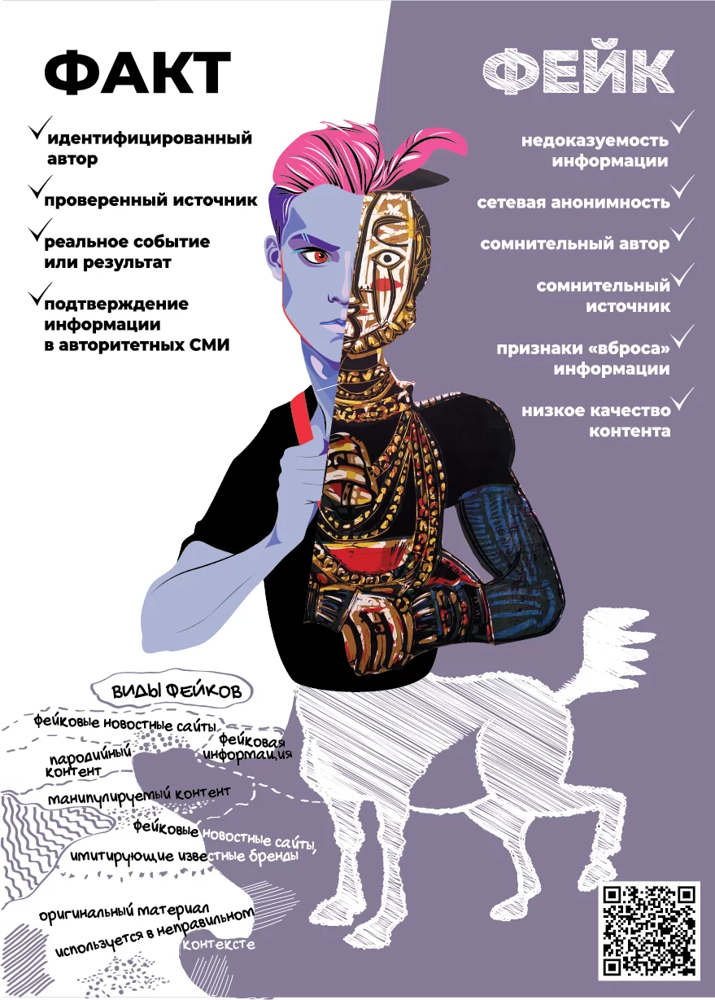 ФАКТ
идентифицированный
автор
проверенный источник
реальное событие
или результат
подтверждение
информации
в авторитетных СМИ
ФЕЙК
недоказуемость
информации
сетевая анонимность
сомнительный автор
сомнительный
источник
признаки «вброса»
информации
низкое качество
контента
ВИДЫ ФЕЙКОВ
фейковые новостные сайты
фейковая
информация
пародийный
контент
манипулируемый контент
фейковые новостные сайты,
имитирующие известные бренды
оригинальный материал
используется в неправильном
контексте